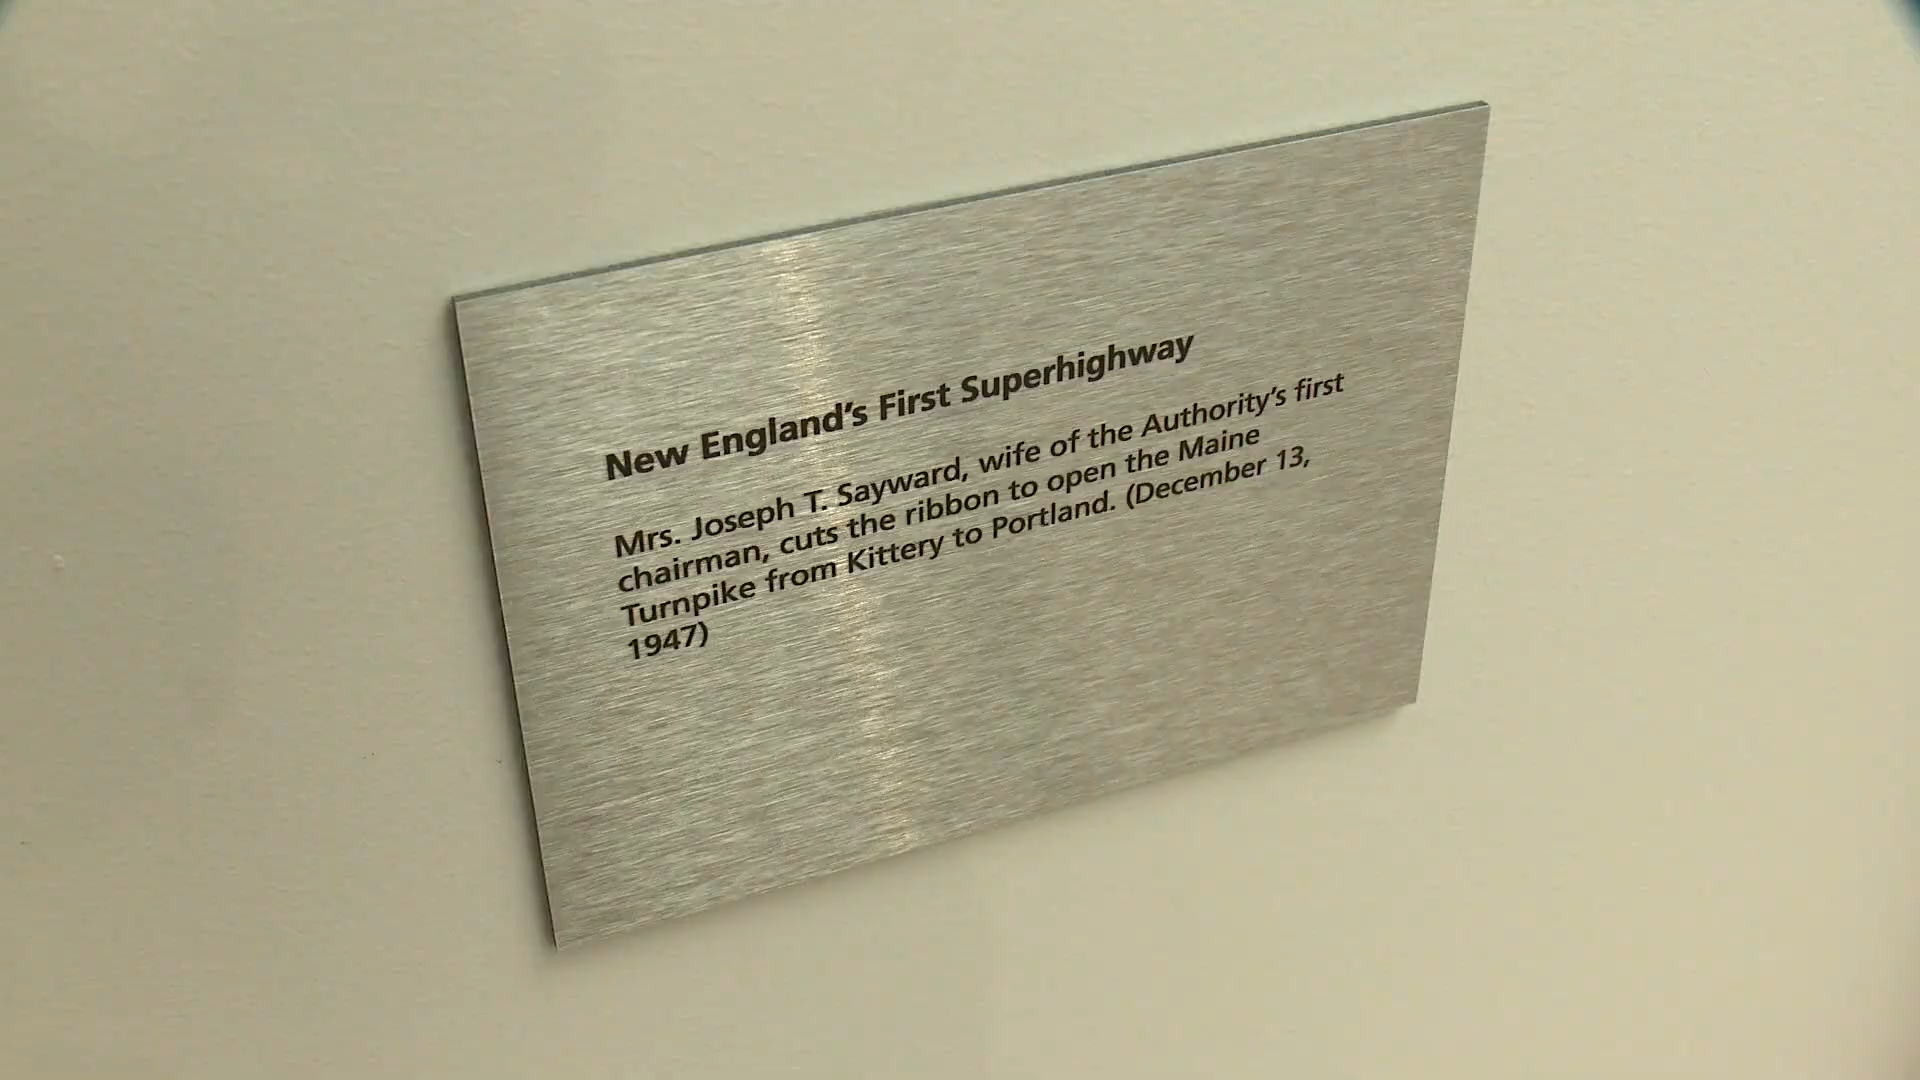 New England's First Superhighway
Mrs. Joseph T. Sayward, wife of the Authority's first
chairman, cuts the ribbon to open the Maine
Turnpike from Kittery to Portland. (December 13,
1947)